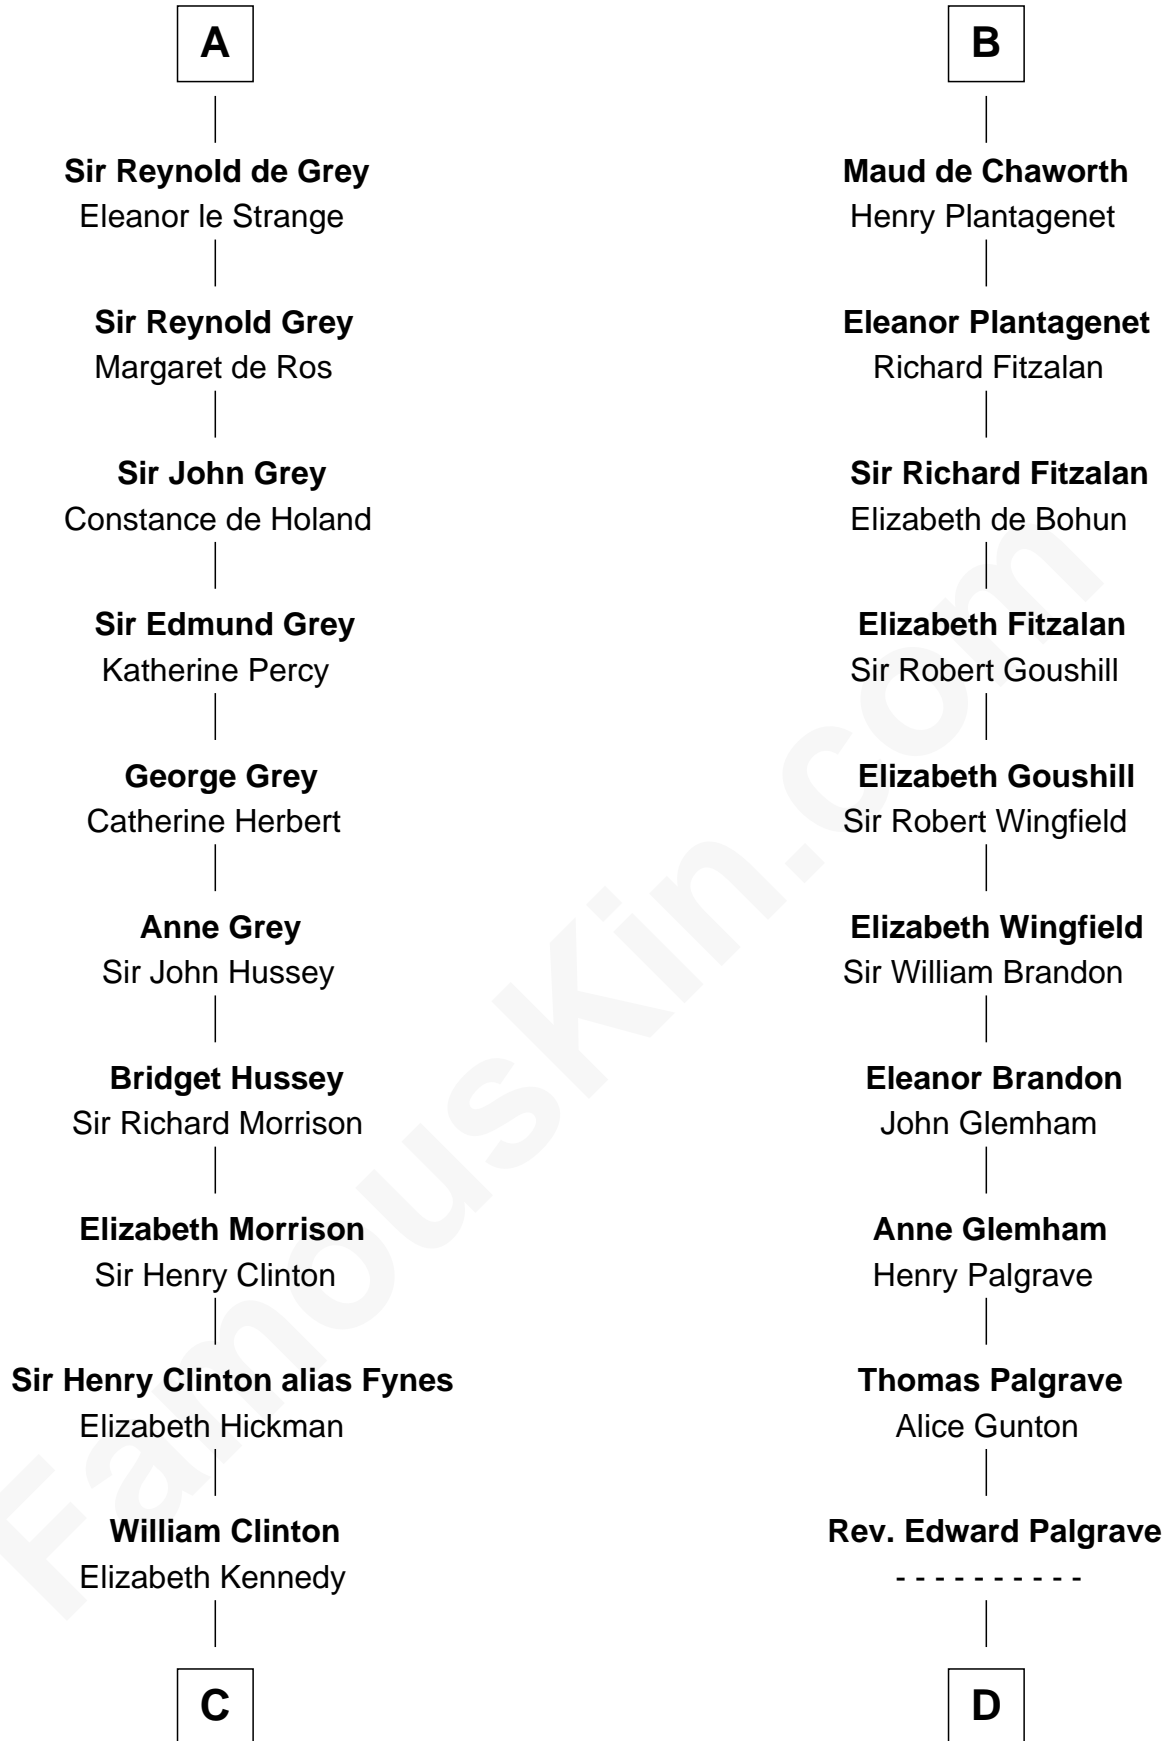 A
Sir Reynold de Grey
Eleanor le Strange
Sir Reynold Grey
Margaret de Ros
Sir John Grey
Constance de Holand
Sir Edmund Grey
Katherine Percy
George Grey
Catherine Herbert
Anne Grey
Sir John Hussey
Bridget Hussey
Sir Richard Morrison
Elizabeth Morrison
Sir Henry Clinton
Sir Henry Clinton alias Fynes
Elizabeth Hickman
William Clinton
Elizabeth Kennedy
C
B
Maud de Chaworth
Henry Plantagenet
Eleanor Plantagenet
Richard Fitzalan
Sir Richard Fitzalan
Elizabeth de Bohun
Elizabeth Fitzalan
Sir Robert Goushill
Elizabeth Goushill
Sir Robert Wingfield
Elizabeth Wingfield
Sir William Brandon
Eleanor Brandon
John Glemham
Anne Glemham
Henry Palgrave
Thomas Palgrave
Alice Gunton
Rev. Edward Palgrave
- - - - - - - - - -
D
FamousKin.com